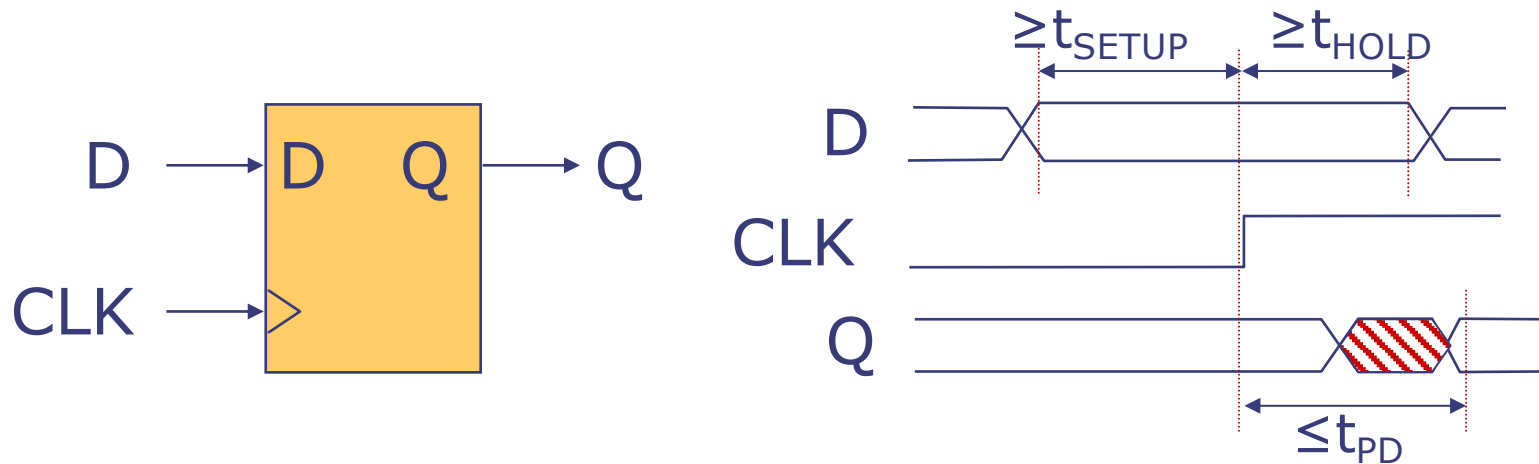 D
D Q
Q
CLK
≥tSETUP
≥tHOLD
D
CLK
Q
≤tPD